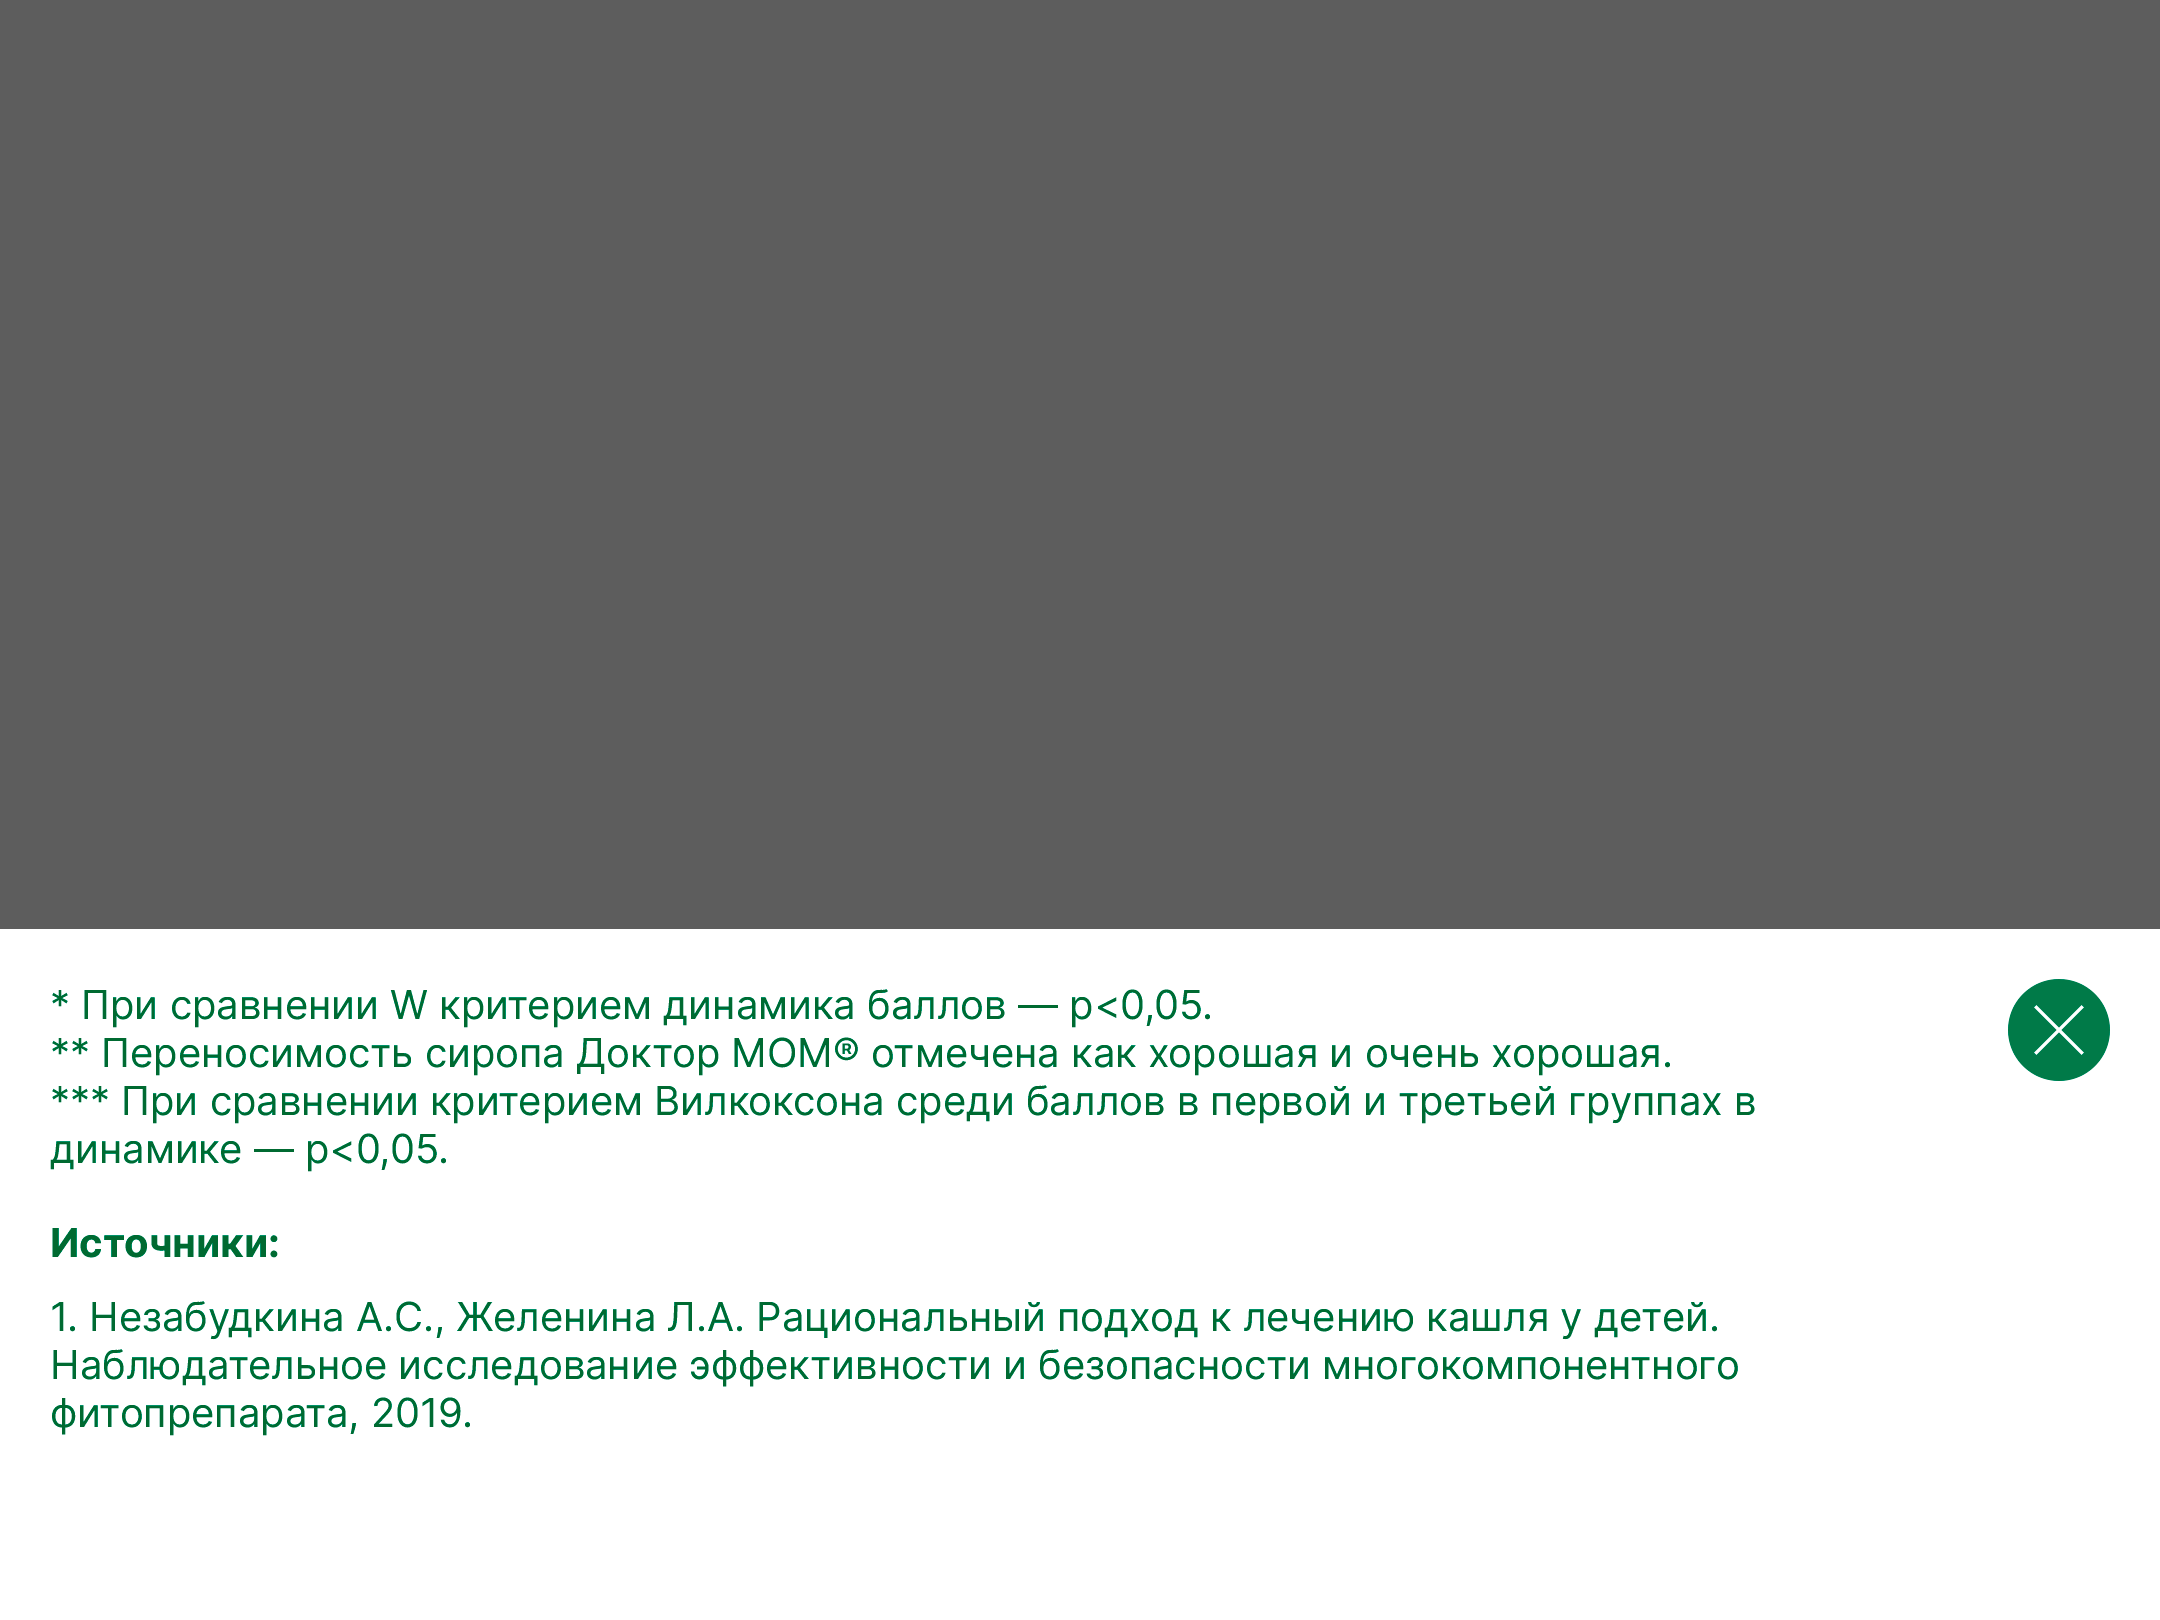 * При сравнении W критерием динамика баллов — p<0,05.
** Переносимость сиропа Доктор МОМ® отмечена как хорошая и очень хорошая.
*** При сравнении критерием Вилкоксона среди баллов в первой и третьей группах в
динамике — p<0,05.
Источники:
1. Незабудкина А.С., Желенина Л.А. Рациональный подход к лечению кашля у детей.
Наблюдательное исследование эффективности и безопасности многокомпонентного
фитопрепарата, 2019.